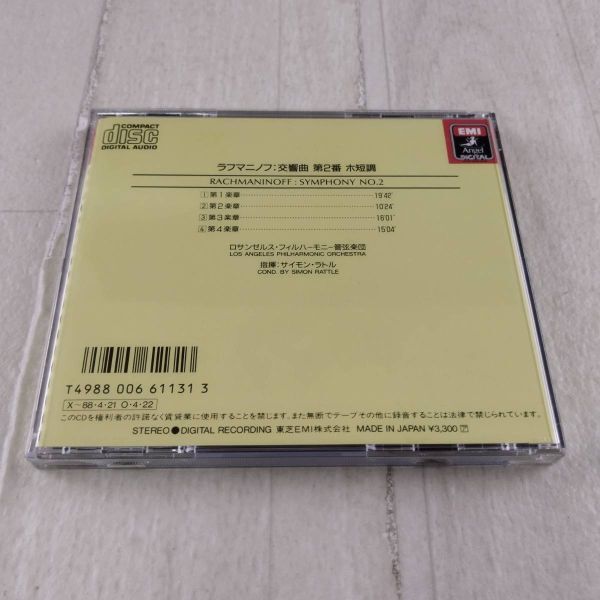 COMPACT
disc
DIGITAL AUDIO
EMI
Angel
DIGITAL
ラフマニノフ:交響曲 第2番 ホ短調
RACHMANINOFF : SYMPHONY NO.2
1 第1楽章 19'42"
2 第2楽章 10'24"
3 第3楽章 16'01"
4 第4楽章 15'04"
ロサンゼルス・フィルハーモニー管弦楽団
LOS ANGELES PHILHARMONIC ORCHESTRA
指揮:サイモン・ラトル
COND. BY SIMON RATTLE
T4988 006 61131 3
X~88・4・21 O・4・22
このCDを権利者の許諾なく賃貸業に使用することを禁じます。また無断でテープその他に録音することは法律で禁じられています。
STEREO●DIGITAL RECORDING 東芝EMI株式会社 MADE IN JAPAN ¥3,300